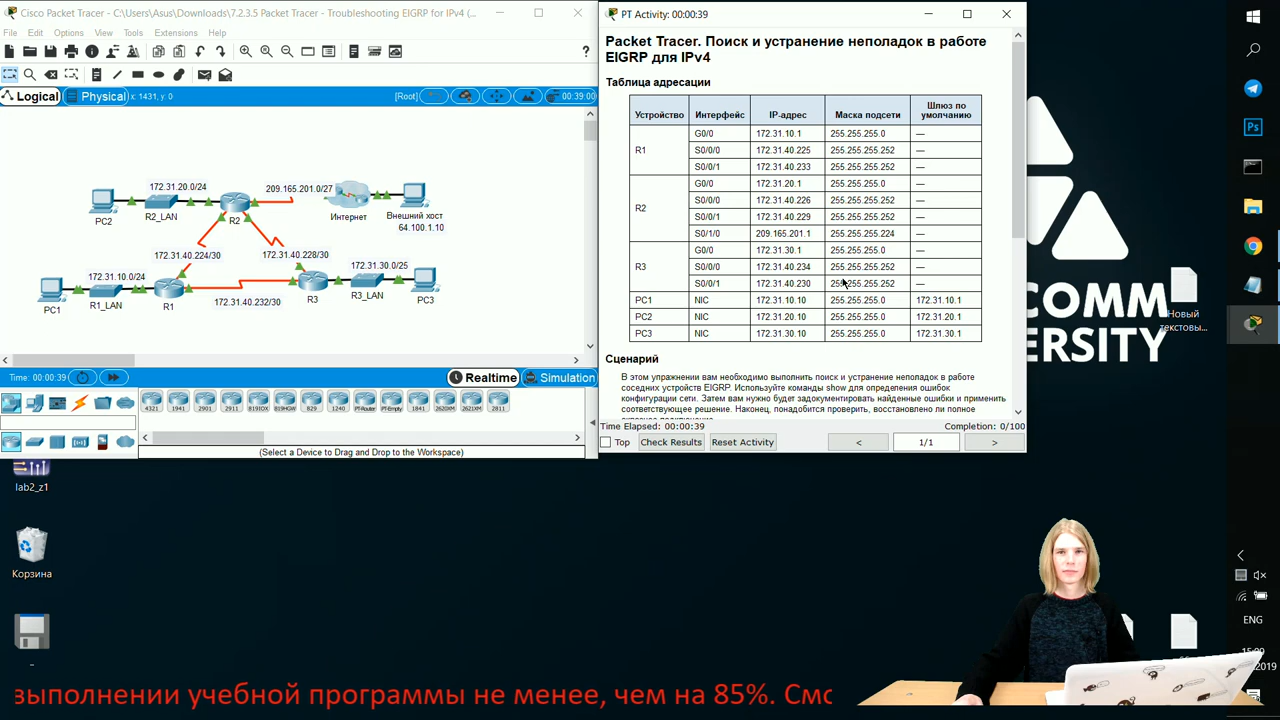 Cisco Packet Tracer - C:\Users\Asus\Downloads\7.2.3.5 Packet Tracer - Troubleshooting EIGRP for IPv4 (...
File Edit Options View Tools Extensions Help
?
x: 1431, y: 0
Logical Physical [Root] 00:39:00
172.31.20.0/24
209.165.201.0/27
PC2
R2_LAN
R2
Интернет
Внешний хост
64.100.1.10
172.31.40.224/30
172.31.40.228/30
172.31.30.0/25
172.31.10.0/24
PC1
R1_LAN
R1
172.31.40.232/30
R3
R3_LAN
PC3
Time: 00:00:39
Realtime Simulation
4321 1941 2901 2911 819IOX 819HGW 829 1240 PT-Router PT-Empty 1841 2620XM 2621XM 2811
(Select a Device to Drag and Drop to the Workspace)
PT Activity: 00:00:39
Packet Tracer. Поиск и устранение неполадок в работе
EIGRP для IPv4
Таблица адресации
Устройство Интерфейс IP-адрес Маска подсети Шлюз по умолчанию
R1 G0/0 172.31.10.1 255.255.255.0 —
S0/0/0 172.31.40.225 255.255.255.252 —
S0/0/1 172.31.40.233 255.255.255.252 —
R2 G0/0 172.31.20.1 255.255.255.0 —
S0/0/0 172.31.40.226 255.255.255.252 —
S0/0/1 172.31.40.229 255.255.255.252 —
S0/1/0 209.165.201.1 255.255.255.224 —
R3 G0/0 172.31.30.1 255.255.255.0 —
S0/0/0 172.31.40.234 255.255.255.252 —
S0/0/1 172.31.40.230 255.255.255.252 —
PC1 NIC 172.31.10.10 255.255.255.0 172.31.10.1
PC2 NIC 172.31.20.10 255.255.255.0 172.31.20.1
PC3 NIC 172.31.30.10 255.255.255.0 172.31.30.1
Сценарий
В этом упражнении вам необходимо выполнить поиск и устранение неполадок в работе
соседних устройств EIGRP. Используйте команды show для определения ошибок
конфигурации сети. Затем вам нужно будет задокументировать найденные ошибки и применить
соответствующее решение. Наконец, понадобится проверить, восстановлено ли полное
Time Elapsed: 00:00:39 Completion: 0/100
Top Check Results Reset Activity < 1/1 >
COMM
ERSITY
Новый
текстовы...
lab2_z1
Корзина
..
Ps
ENG
выполнении учебной программы не менее, чем на 85%. Смо